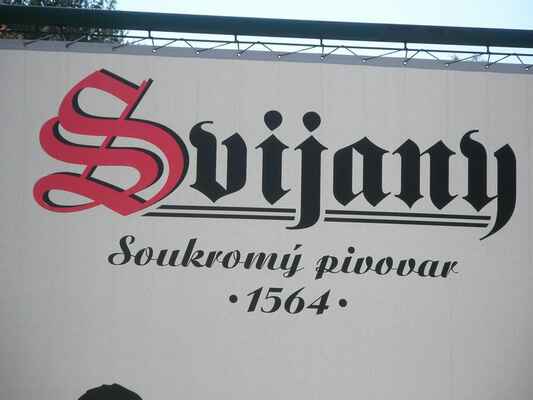 Svijany
Soukromý pivovar
• 1564 •